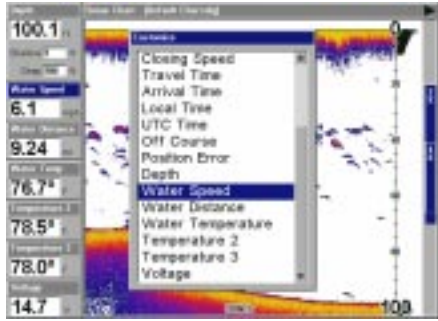 Depth
100.1
Water Speed
6.1
Water Distance
9.24
Water Temp
76.7°
Temperature 2
78.5°
Temperature 3
78.0°
Voltage
14.7
Sonar Chart
Customize
Closing Speed
Travel Time
Arrival Time
Local Time
UTC Time
Off Course
Position Error
Depth
Water Speed
Water Distance
Water Temperature
Temperature 2
Temperature 3
Voltage
0
100